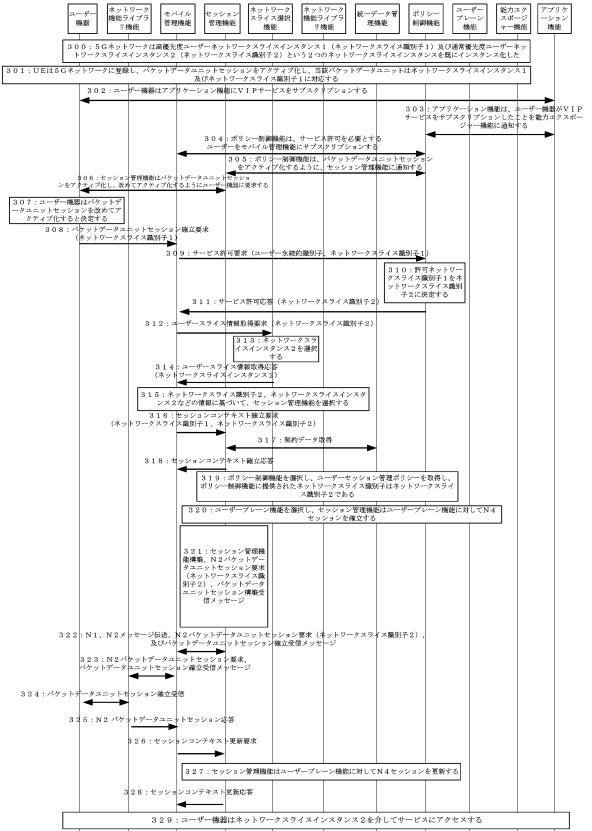 ユーザー
機器
ネットワーク
機能ライブラ
リ機能
モバイル
管理機能
セッション
管理機能
ネットワーク
スライス選択
機能
ネットワーク
機能ライブラ
リ機能
統一データ管
理機能
ポリシー
制御機能
ユーザー
プレーン
機能
能力エク
スポージ
ャー機能
アプリケ
ーション
機能
300：5Gネットワークは高優先度ユーザーネットワークスライスインスタンス1（ネットワークスライス識別子1）及び通常優先度ユーザーネッ
トワークスライスインスタンス2（ネットワークスライス識別子2）という2つのネットワークスライスインスタンスを既にインスタンス化した
301：UEは5Gネットワークに登録し、パケットデータユニットセッションをアクティブ化し、当該パケットデータユニットはネットワークスライスインスタンス1
及びネットワークスライス識別子1に対応する
302：ユーザー機器はアプリケーション機能にVIPサービスをサブスクリプションする
303：アプリケーション機能は、ユーザー機器がVIP
サービスをサブスクリプションしたことを能力エクスポー
ジャー機能に通知する
304：ポリシー制御機能は、サービス許可を必要とする
ユーザーをモバイル管理機能にサブスクリプションする
305：ポリシー制御機能は、パケットデータユニットセッション
をアクティブ化するように、セッション管理機能に通知する
306：セッション管理機能はパケットデータユニットセッショ
ンをアクティブ化し、改めてアクティブ化するようにユーザー機器に要求する
307：ユーザー機器はパケットデ
ータユニットセッションを改めてア
クティブ化すると決定する
308：パケットデータユニットセッション確立要求
（ネットワークスライス識別子1）
309：サービス許可要求（ユーザー永続的識別子、ネットワークスライス識別子1）
310：許可ネットワー
クスライス識別子1をネ
ットワークスライス識別
子2に決定する
311：サービス許可応答（ネットワークスライス識別子2）
312：ユーザースライス情報取得要求（ネットワークスライス識別子2）
313：ネットワークスラ
イスインスタンス2を選択
する
314：ユーザースライス情報取得応答
（ネットワークスライスインスタンス2）
315：ネットワークスライス識別子2、ネットワークスライスインスタ
ンス2などの情報に基づいて、セッション管理機能を選択する
316：セッションコンテキスト確立要求
（ネットワークスライス識別子1、ネットワークスライス識別子2）
317：契約データ取得
318：セッションコンテキスト確立応答
319：ポリシー制御機能を選択し、ユーザーセッション管理ポリシーを取得し、
ポリシー制御機能に提供されたネットワークスライス識別子はネットワークスライ
ス識別子2である
320：ユーザープレーン機能を選択し、セッション管理機能はユーザープレーン機能に対してN4
セッションを確立する
321：セッション管理機
能構築、N2パケットデー
タユニットセッション要求
（ネットワークスライス識
別子2）、パケットデータ
ユニットセッション構築受
信メッセージ
322：N1、N2メッセージ伝送、N2パケットデータユニットセッション要求（ネットワークスライス識別子2）、
及びパケットデータユニットセッション確立受信メッセージ
323：N2パケットデータユニットセッション要求、
パケットデータユニットセッション確立受信メッセージ
324：パケットデータユニットセッション確立受信
325：N2 パケットデータユニットセッション応答
326：セッションコンテキスト更新要求
327：セッション管理機能はユーザープレーン機能に対してN4セッションを更新する
328：セッションコンテキスト更新応答
329：ユーザー機器はネットワークスライスインスタンス2を介してサービスにアクセスする